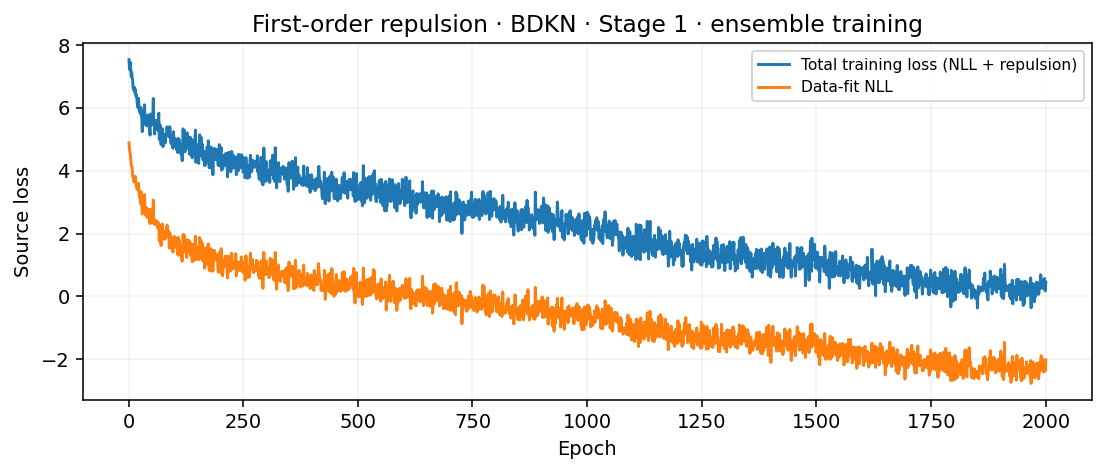 First-order repulsion · BDKN · Stage 1 · ensemble training
Total training loss (NLL + repulsion)
Data-fit NLL
Source loss
8
6
4
2
0
−2
0 250 500 750 1000 1250 1500 1750 2000
Epoch